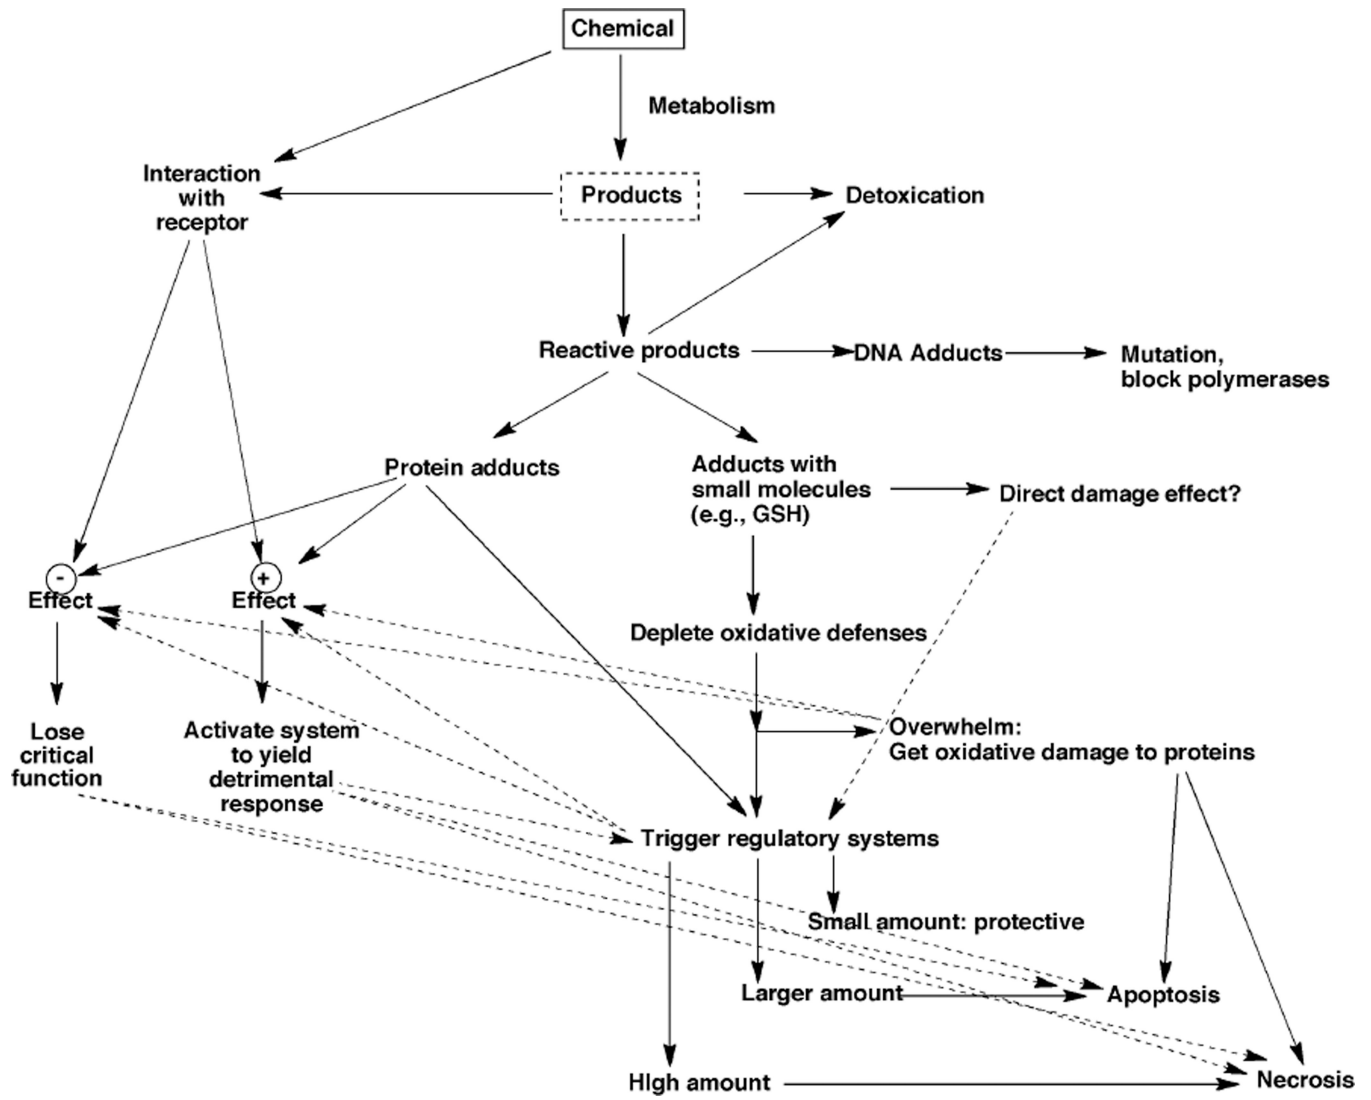 Chemical
Metabolism
Interaction
with
receptor
Products
Detoxication
Reactive products
DNA Adducts
Mutation,
block polymerases
Protein adducts
Adducts with
small molecules
(e.g., GSH)
Direct damage effect?
-
Effect
+
Effect
Deplete oxidative defenses
Lose
critical
function
Activate system
to yield
detrimental
response
Overwhelm:
Get oxidative damage to proteins
Trigger regulatory systems
Small amount: protective
Larger amount
Apoptosis
HIgh amount
Necrosis